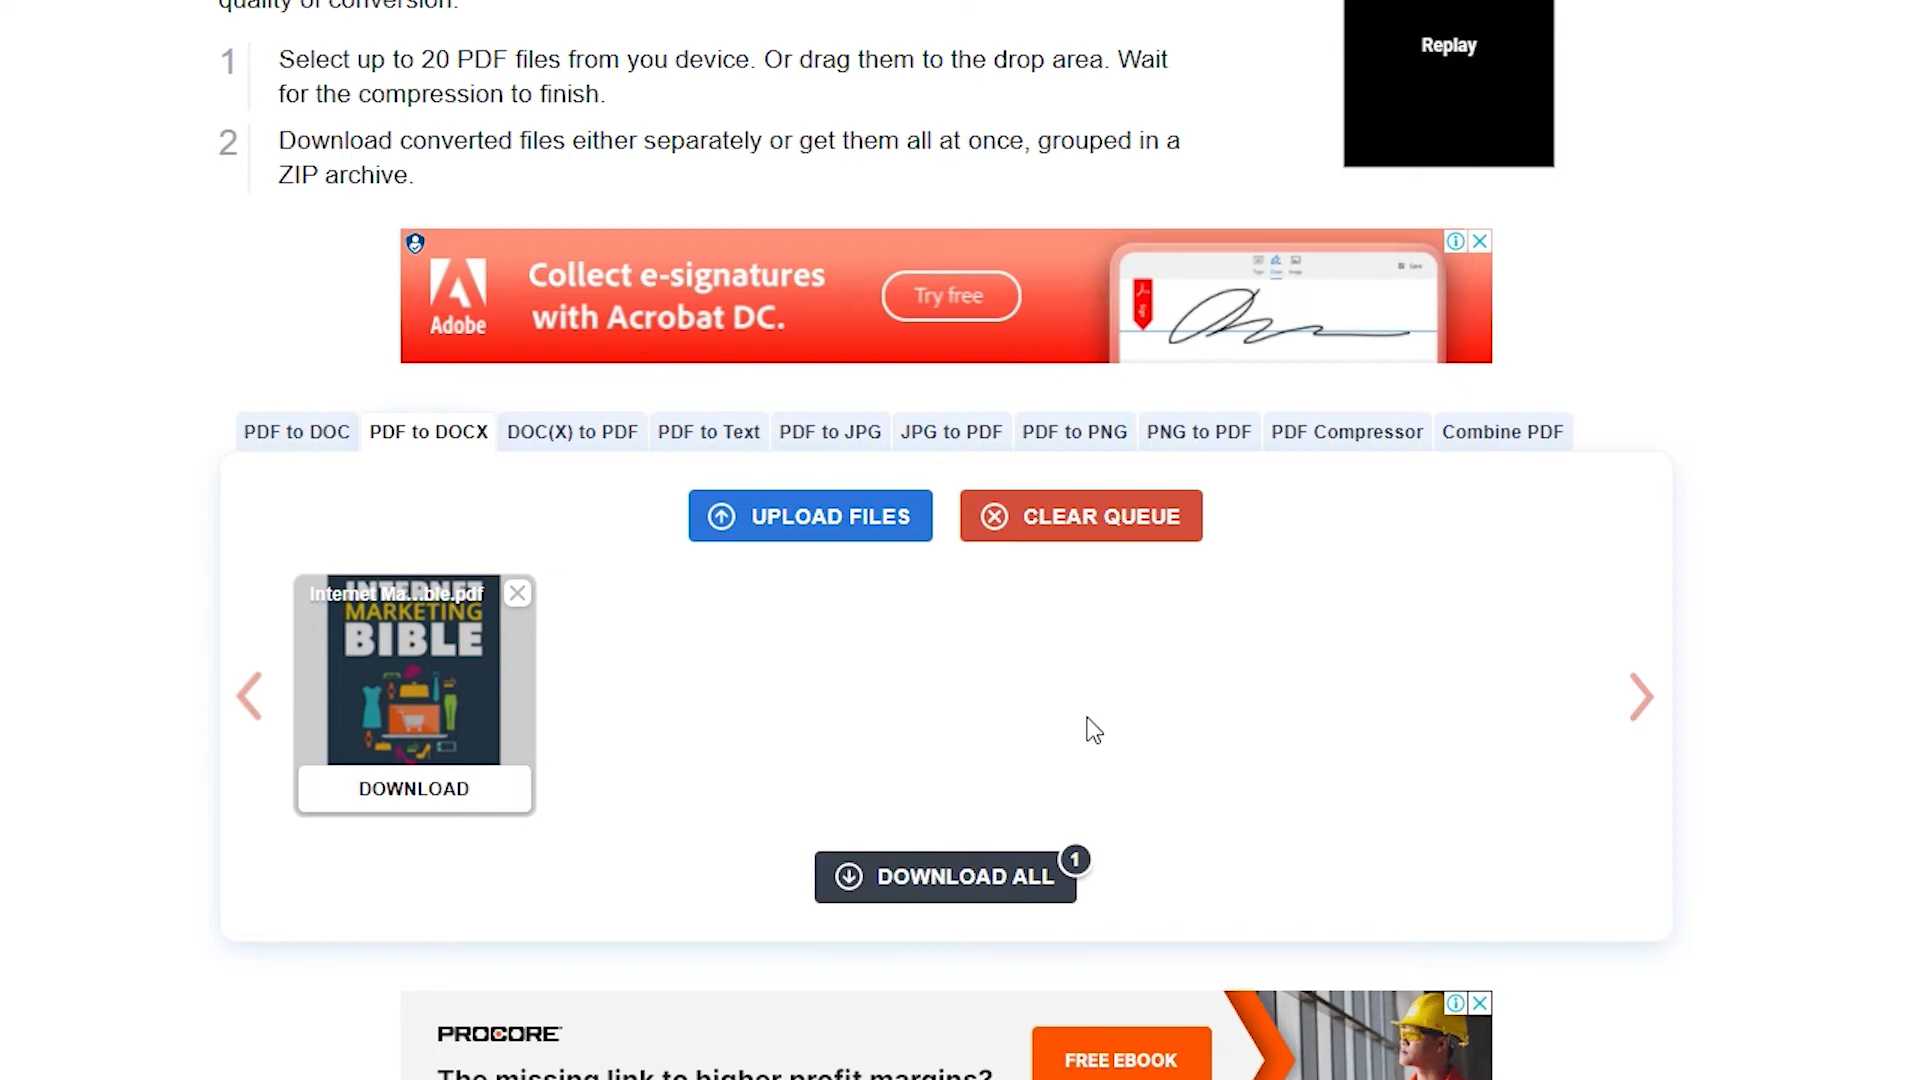 quality of conversion.
1
Select up to 20 PDF files from you device. Or drag them to the drop area. Wait
for the compression to finish.
2
Download converted files either separately or get them all at once, grouped in a
ZIP archive.
Replay
Adobe
Collect e-signatures
with Acrobat DC.
Try free
Save
PDF to DOC
PDF to DOCX
DOC(X) to PDF
PDF to Text
PDF to JPG
JPG to PDF
PDF to PNG
PNG to PDF
PDF Compressor
Combine PDF
UPLOAD FILES
CLEAR QUEUE
Internet Ma...ble.pdf
INTERNET
MARKETING
BIBLE
DOWNLOAD
DOWNLOAD ALL
1
PROCORE
The missing link to higher profit margins?
FREE EBOOK